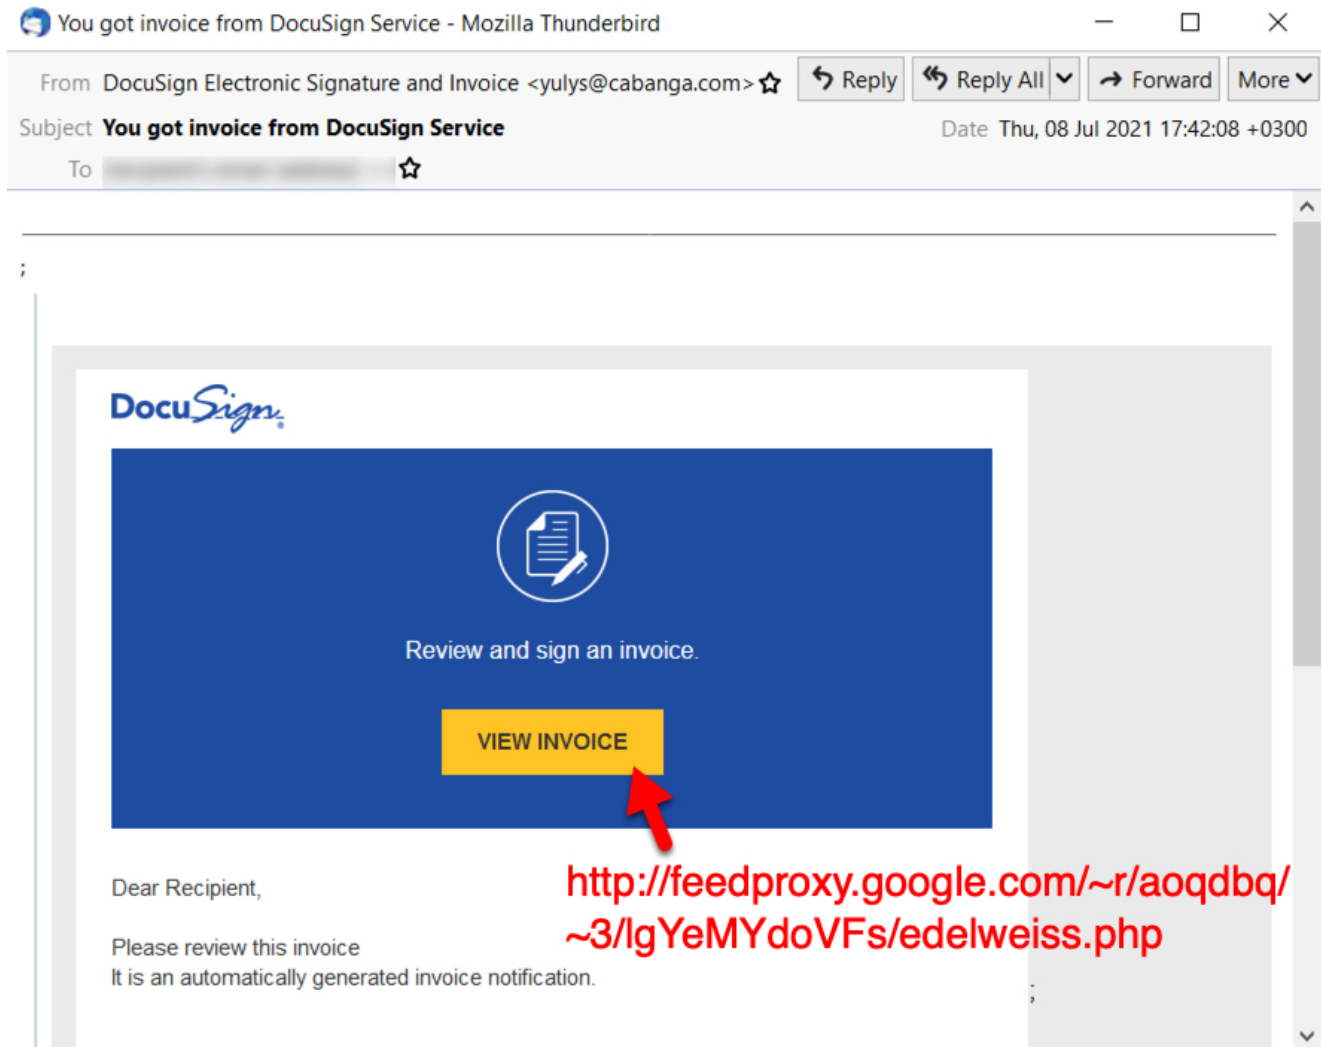 You got invoice from DocuSign Service - Mozilla Thunderbird
From DocuSign Electronic Signature and Invoice <yulys@cabanga.com> Reply Reply All Forward More
Subject You got invoice from DocuSign Service Date Thu, 08 Jul 2021 17:42:08 +0300
To
;
DocuSign®
Review and sign an invoice.
VIEW INVOICE
http://feedproxy.google.com/~r/aoqdbq/
~3/lgYeMYdoVFs/edelweiss.php
Dear Recipient,
Please review this invoice
It is an automatically generated invoice notification.
;